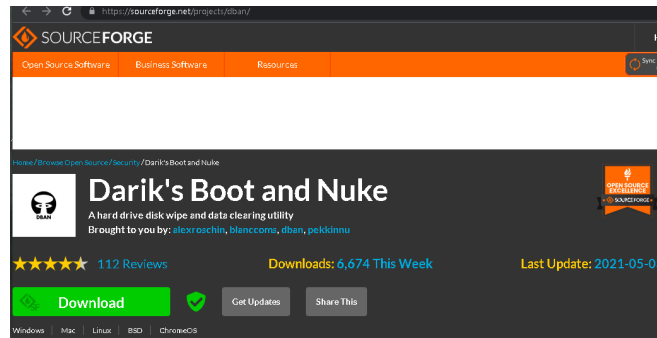 https://sourceforge.net/projects/dban/
SOURCEFORGE
Open Source Software Business Software Resources
Sync
Home/Browse Open Source/Security/Darik's Boot and Nuke
Darik's Boot and Nuke
DBAN
A hard drive disk wipe and data clearing utility
Brought to you by: alexroschin, blanccoms, dban, pekkinnu
OPEN SOURCE
EXCELLENCE
SOURCEFORGE
112 Reviews Downloads: 6,674 This Week Last Update: 2021-05-0
Download Get Updates Share This
Windows | Mac | Linux | BSD | ChromeOS